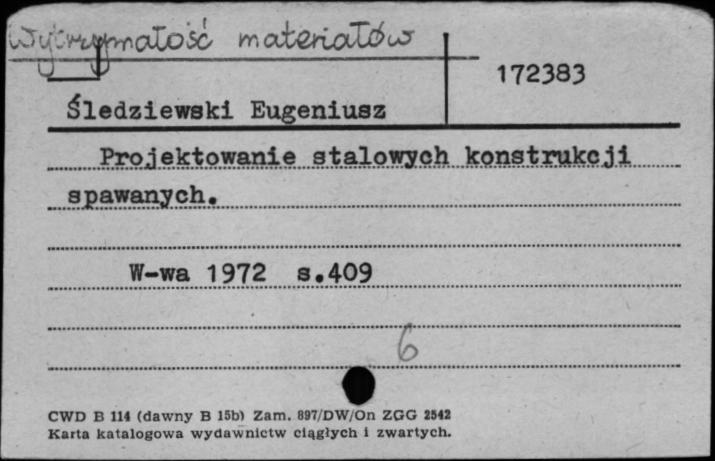 Wytrzymałość materiałów
172383
Śledziewski Eugeniusz
Projektowanie stalowych konstrukcji
spawanych.
W-wa 1972 s.409
6
CWD B 114 (dawny B 15b) Zam. 897/DW/On ZGG 2542
Karta katalogowa wydawnictw ciągłych i zwartych.